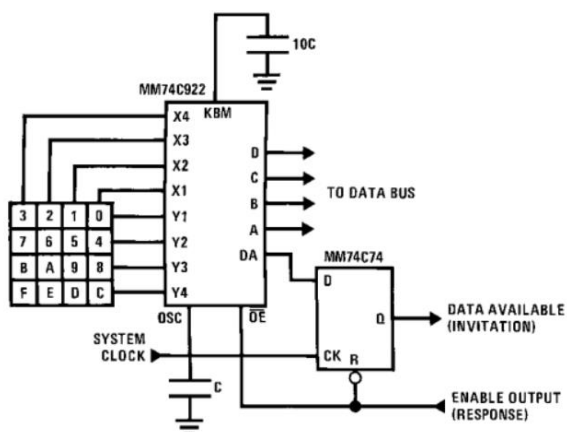 10C
MM74C922
KBM
X4
X3
X2
X1
Y1
Y2
Y3
Y4
D
C
B
A
DA
TO DATA BUS
3 2 1 0
7 6 5 4
B A 9 8
F E D C
OSC
OE
MM74C74
D
Q
CK R
DATA AVAILABLE
(INVITATION)
SYSTEM
CLOCK
C
ENABLE OUTPUT
(RESPONSE)